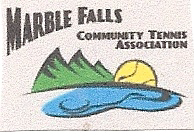 MARBLE FALLS
COMMUNITY TENNIS
ASSOCIATION